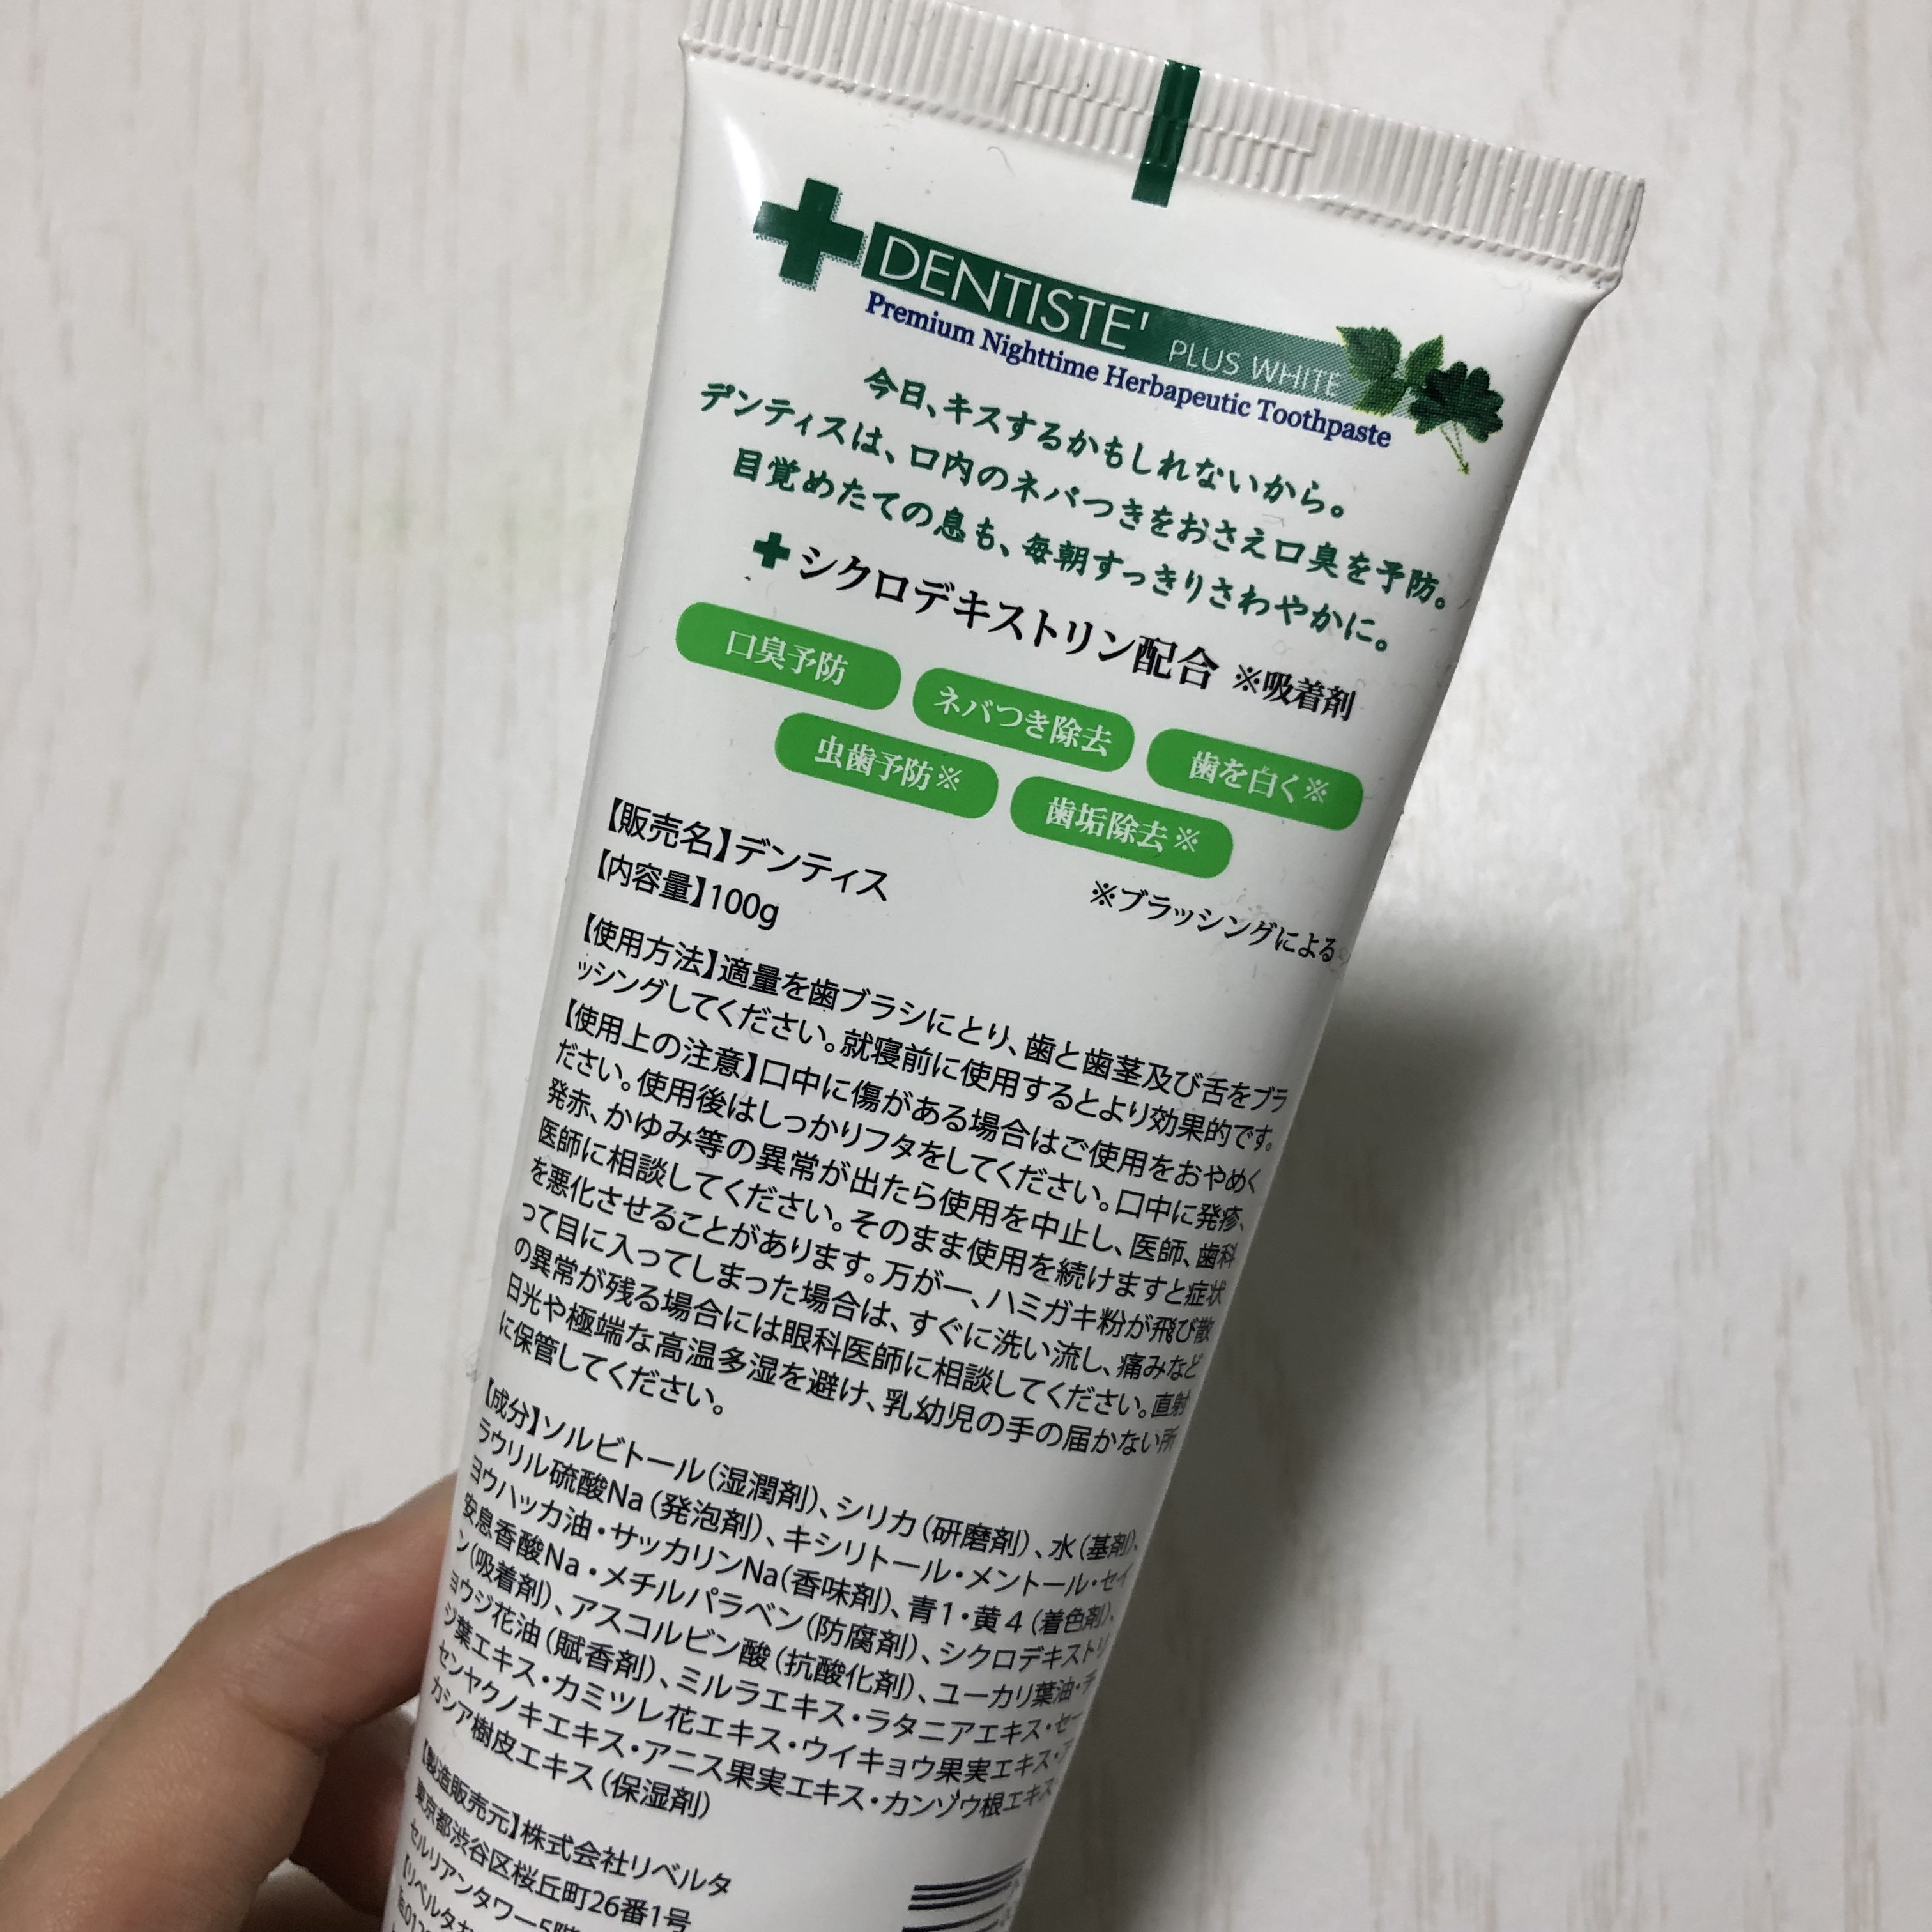 DENTISTE' PLUS WHITE
Premium Nighttime Herbapeutic Toothpaste
今日、キスするかもしれないから。
デンティスは、口内のネバつきをおさえ口臭を予防。
目覚めたての息も、毎朝すっきりさわやかに。
シクロデキストリン配合 ※吸着剤
口臭予防 ネバつき除去 歯を白く※
虫歯予防※ 歯垢除去※
※ブラッシングによる
【販売名】デンティス
【内容量】100g
【使用方法】適量を歯ブラシにとり、歯と歯茎及び舌をブラ
ッシングしてください。就寝前に使用するとより効果的です。
【使用上の注意】口中に傷がある場合はご使用をおやめく
ださい。使用後はしっかりフタをしてください。口中に発疹、
発赤、かゆみ等の異常が出たら使用を中止し、医師、歯科
医師に相談してください。そのまま使用を続けますと症状
を悪化させることがあります。万が一、ハミガキ粉が飛び散
って目に入ってしまった場合は、すぐに洗い流し、痛みなど
の異常が残る場合には眼科医師に相談してください。直射
日光や極端な高温多湿を避け、乳幼児の手の届かない所
に保管してください。
【成分】ソルビトール(湿潤剤)、シリカ(研磨剤)、水(基剤)、
ラウリル硫酸Na(発泡剤)、キシリトール・メントール・セイ
ヨウハッカ油・サッカリンNa(香味剤)、青1・黄4(着色剤)、
安息香酸Na・メチルパラベン(防腐剤)、シクロデキストリ
ン(吸着剤)、アスコルビン酸(抗酸化剤)、ユーカリ葉油・チ
ョウジ花油(賦香剤)、ミルラエキス・ラタニアエキス・セー
ジ葉エキス・カミツレ花エキス・ウイキョウ果実エキス・ア
センヤクノキエキス・アニス果実エキス・カンゾウ根エキス
カシア樹皮エキス(保湿剤)
【製造販売元】株式会社リベルタ
東京都渋谷区桜丘町26番1号
セルリアンタワー5階
【リベルタ